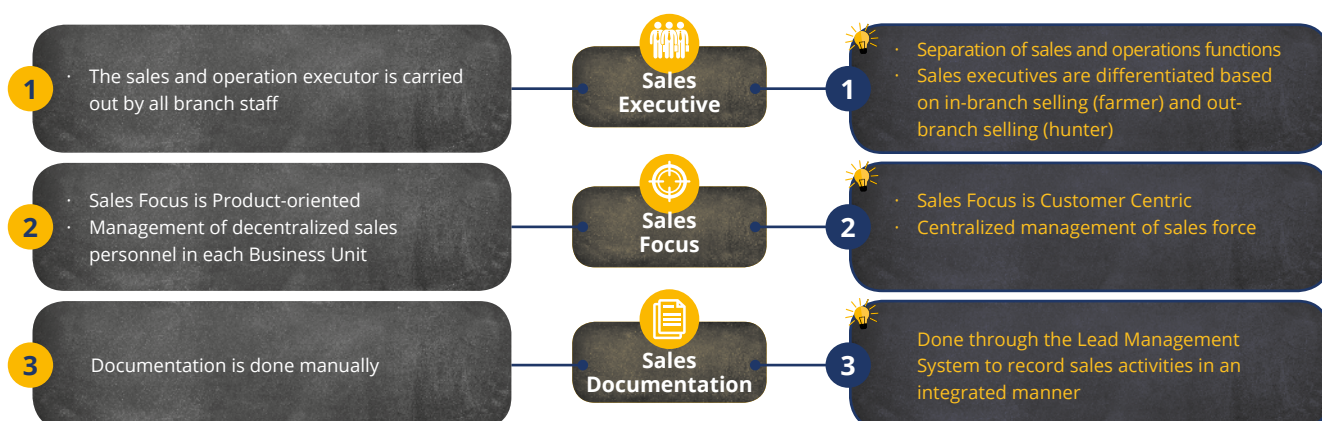 1
· The sales and operation executor is carried
out by all branch staff
Sales
Executive
1
· Separation of sales and operations functions
· Sales executives are differentiated based
on in-branch selling (farmer) and out-
branch selling (hunter)
2
· Sales Focus is Product-oriented
· Management of decentralized sales
personnel in each Business Unit
Sales
Focus
2
· Sales Focus is Customer Centric
· Centralized management of sales force
3
Documentation is done manually
Sales
Documentation
3
Done through the Lead Management
System to record sales activities in an
integrated manner